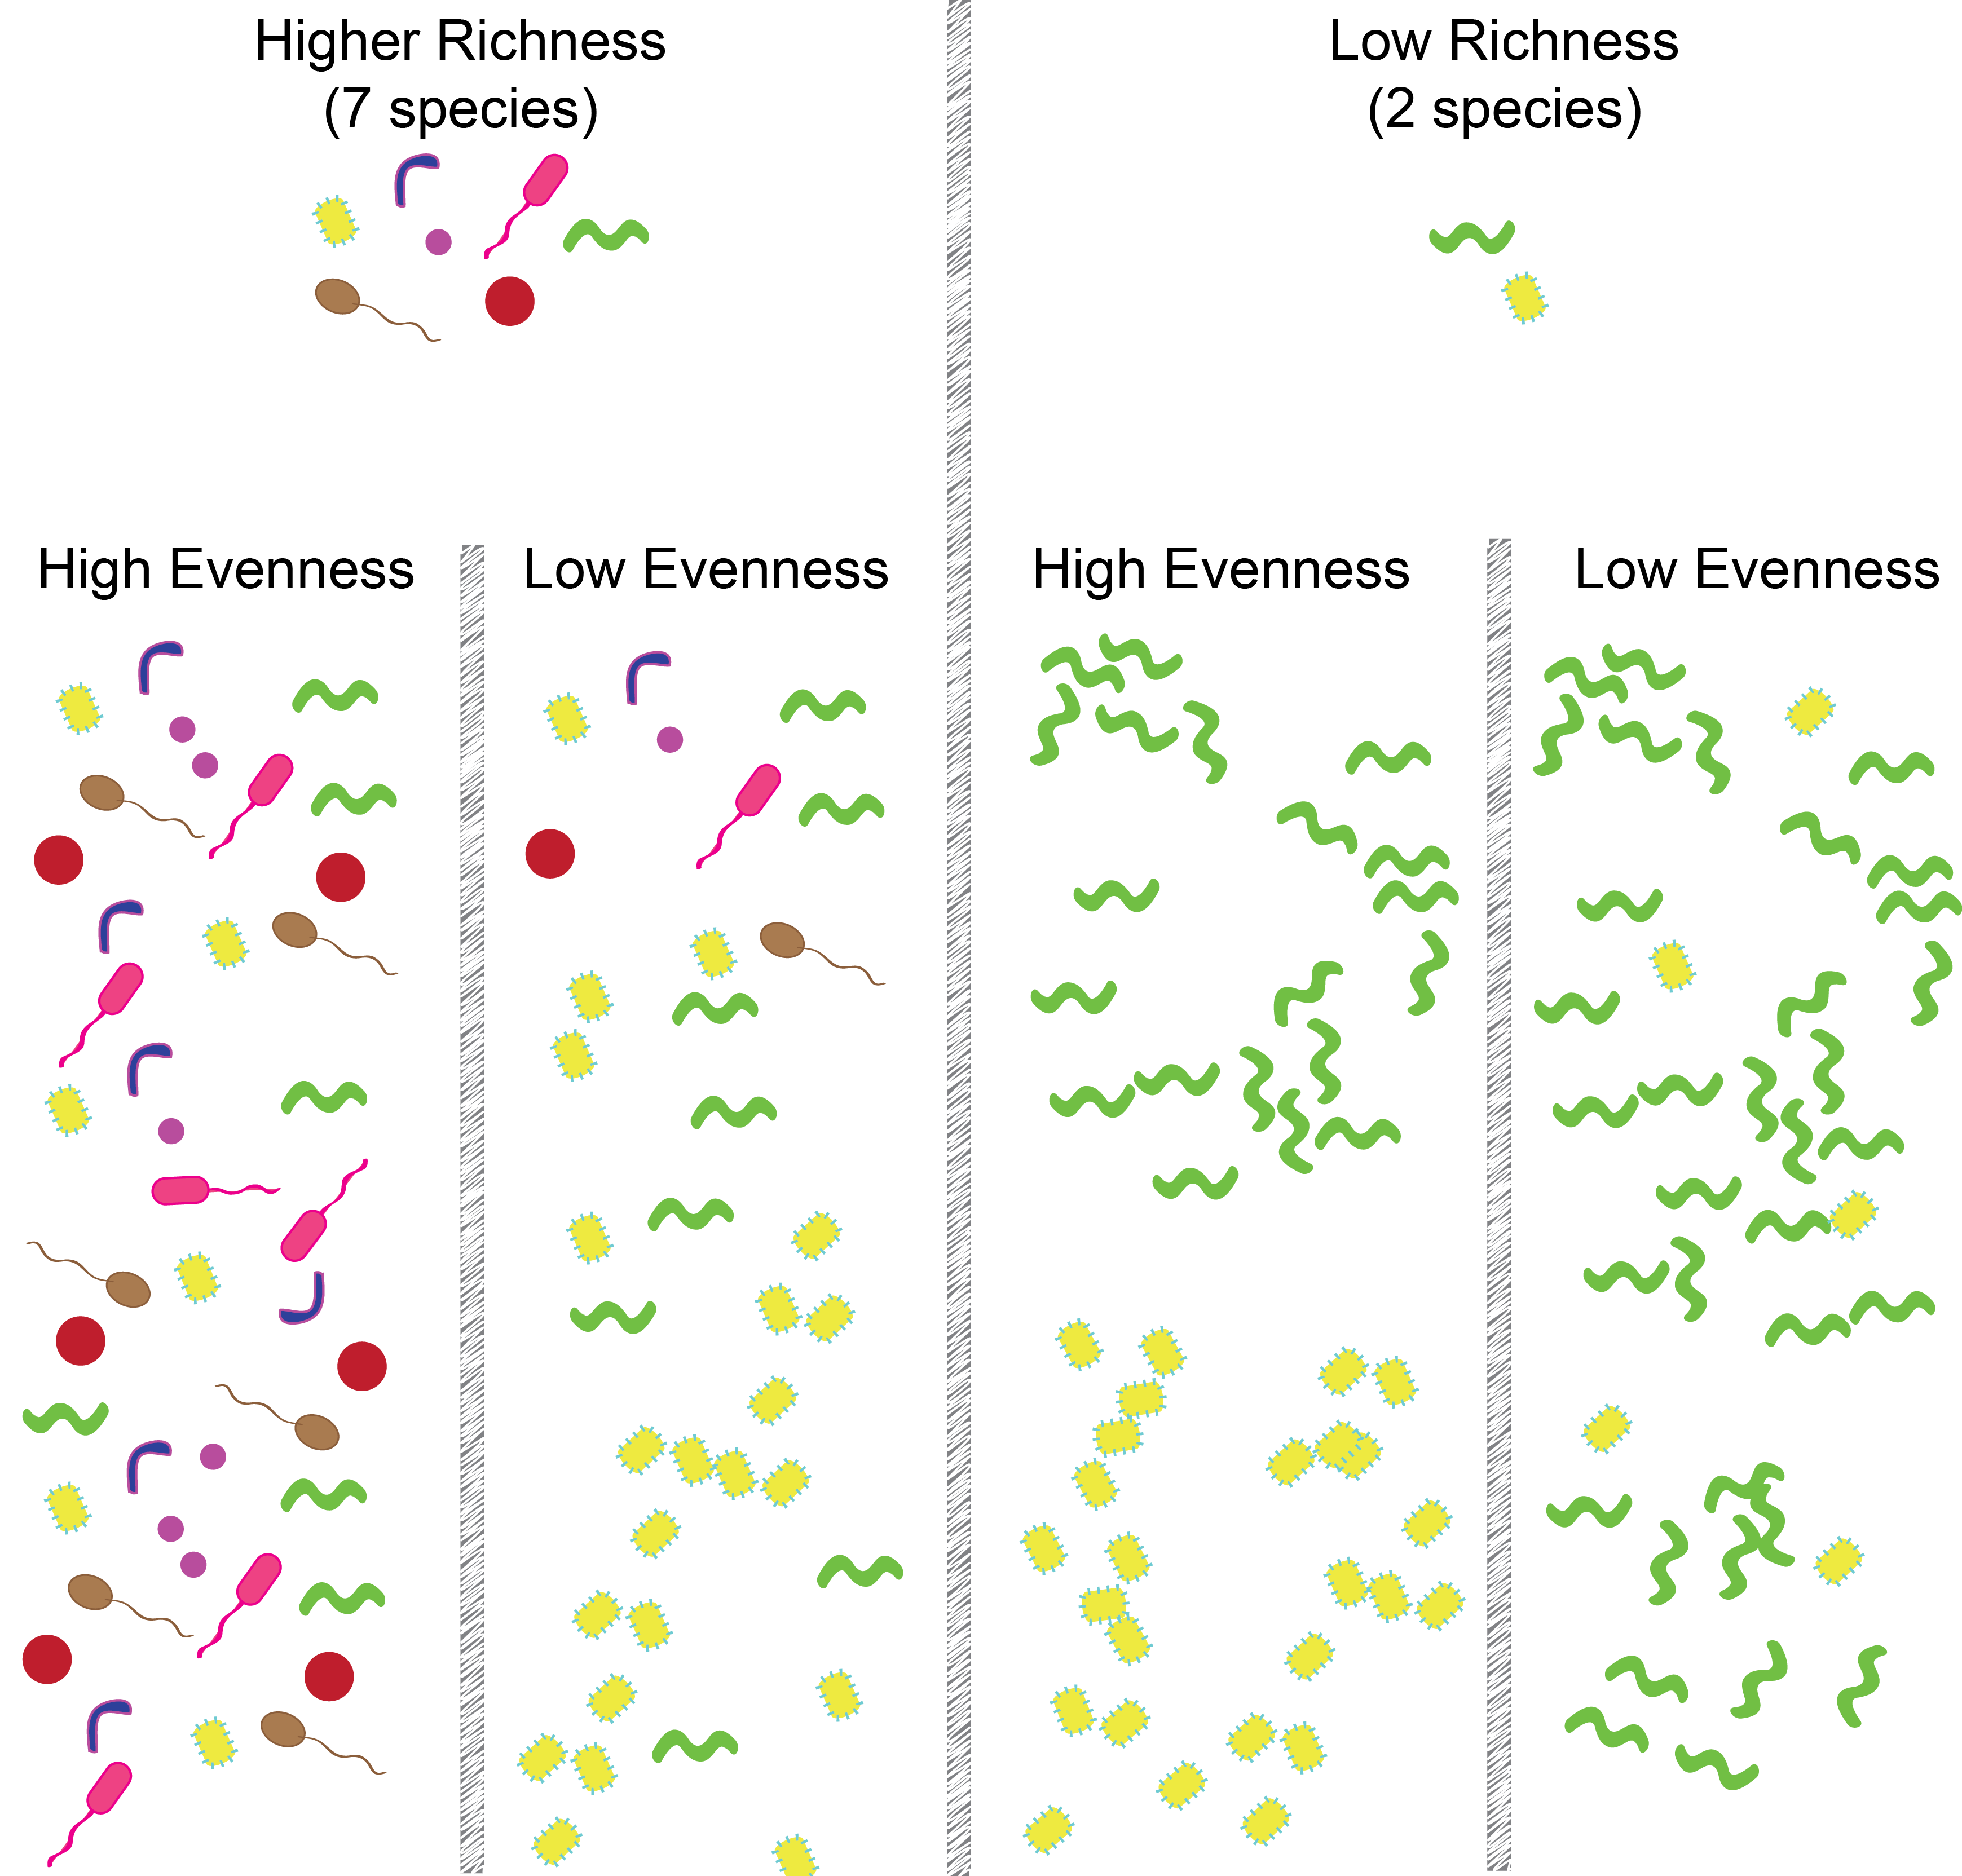 Higher Richness
(7 species)
Low Richness
(2 species)
High Evenness
Low Evenness
High Evenness
Low Evenness